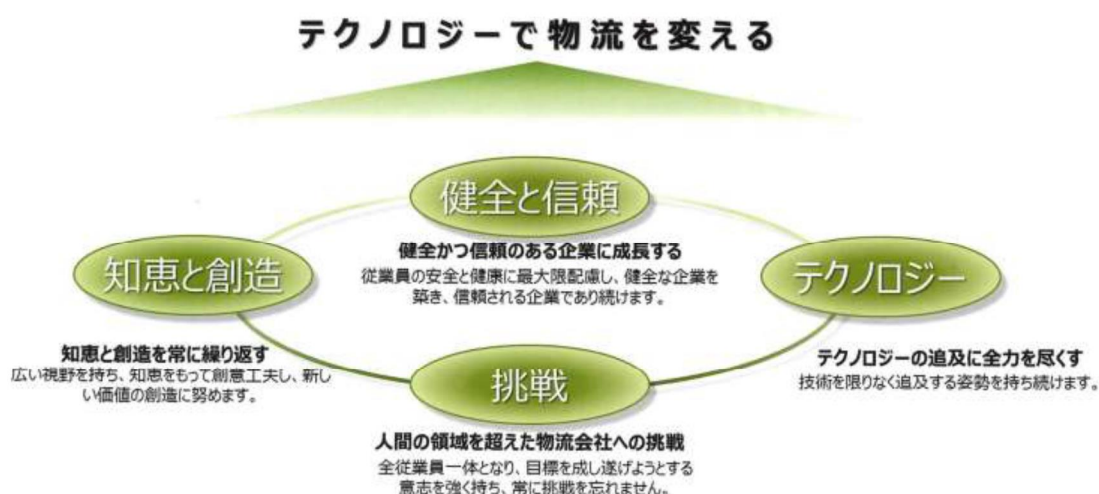 テクノロジーで物流を変える
健全と信頼
健全かつ信頼のある企業に成長する
従業員の安全と健康に最大限配慮し、健全な企業を
築き、信頼される企業であり続けます。
知恵と創造
知恵と創造を常に繰り返す
広い視野を持ち、知恵をもって創意工夫し、新し
い価値の創造に努めます。
テクノロジー
テクノロジーの追及に全力を尽くす
技術を限りなく追及する姿勢を持ち続けます。
挑戦
人間の領域を超えた物流会社への挑戦
全従業員一体となり、目標を成し遂げようとする
意志を強く持ち、常に挑戦を忘れません。